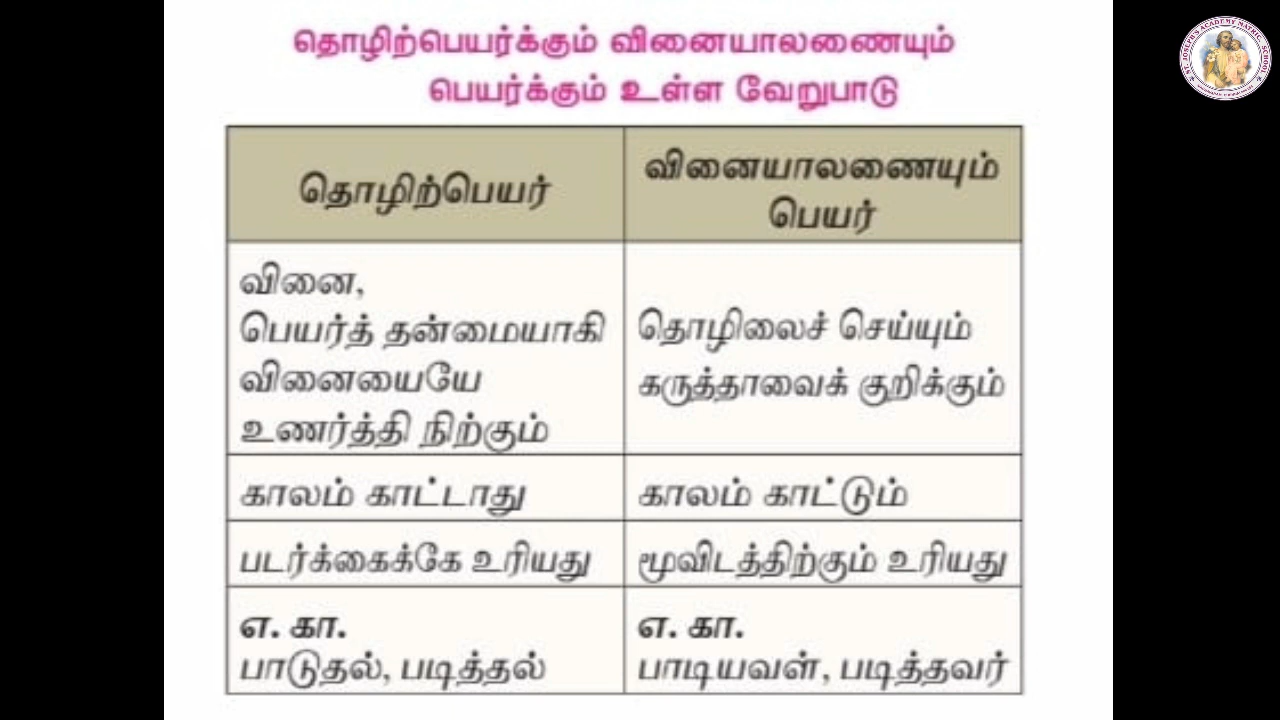 தொழிற்பெயர்க்கும் வினையாலணையும்
பெயர்க்கும் உள்ள வேறுபாடு
தொழிற்பெயர்
வினையாலணையும்
பெயர்
வினை,
பெயர்த் தன்மையாகி
வினையையே
உணர்த்தி நிற்கும்
தொழிலைச் செய்யும்
கருத்தாவைக் குறிக்கும்
காலம் காட்டாது
காலம் காட்டும்
படர்க்கைக்கே உரியது
மூவிடத்திற்கும் உரியது
எ. கா.
பாடுதல், படித்தல்
எ. கா.
பாடியவள், படித்தவர்